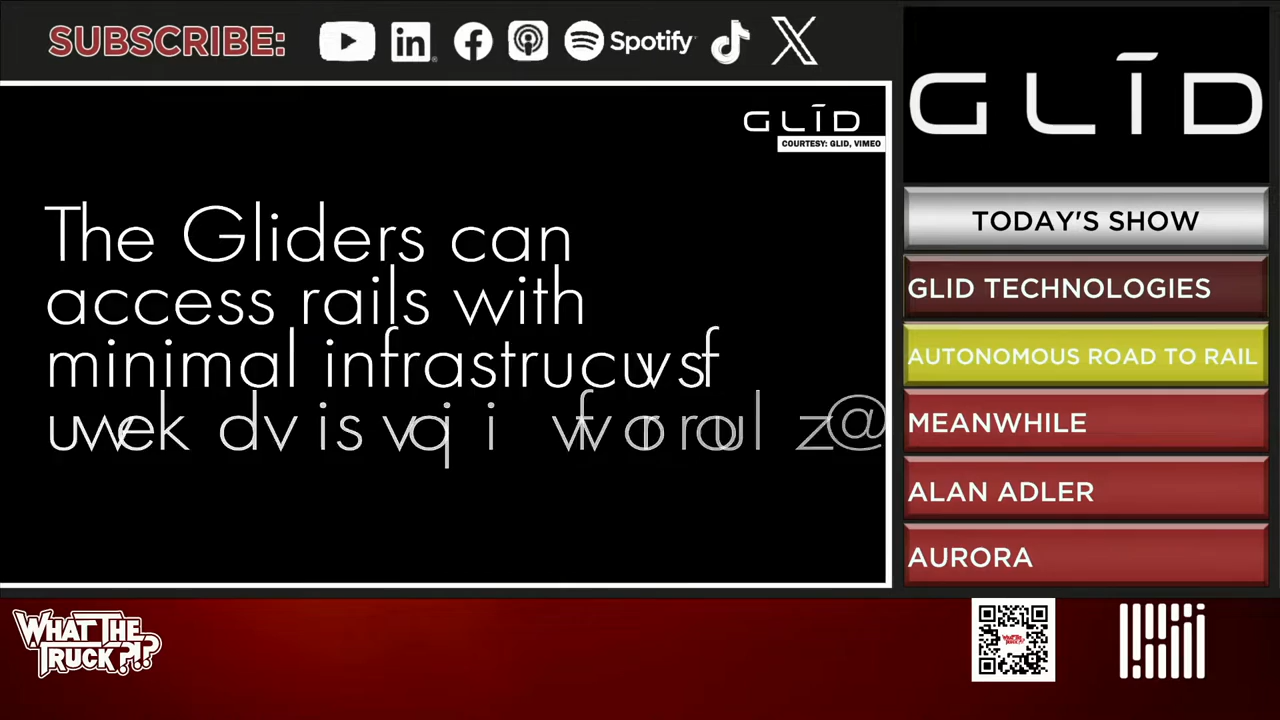 SUBSCRIBE:
Spotify
GLĪD
GLĪD
COURTESY: GLID, VIMEO
The Gliders can
access rails with
minimal
TODAY'S SHOW
GLID TECHNOLOGIES
AUTONOMOUS ROAD TO RAIL
MEANWHILE
ALAN ADLER
AURORA
WHAT THE
TRUCK?!?